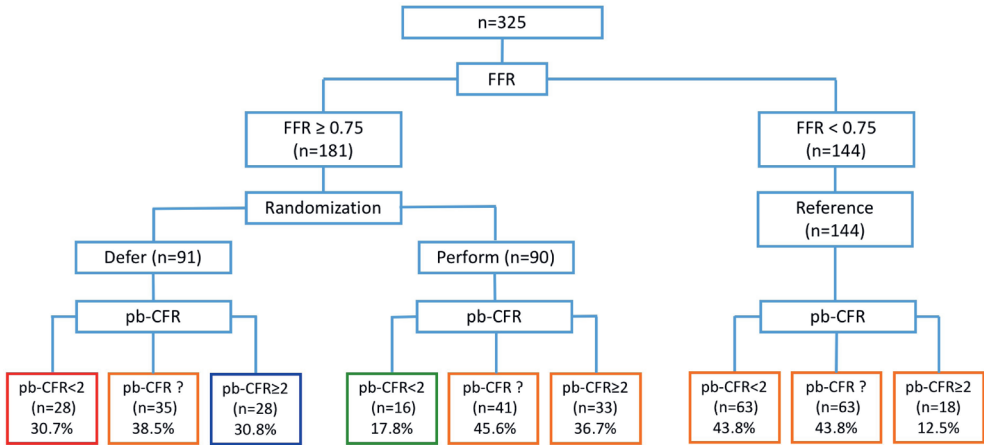 n=325
FFR
FFR ≥ 0.75
(n=181)
FFR < 0.75
(n=144)
Randomization
Reference
(n=144)
Defer (n=91)
Perform (n=90)
pb-CFR
pb-CFR
pb-CFR
pb-CFR<2
(n=28)
30.7%
pb-CFR ?
(n=35)
38.5%
pb-CFR≥2
(n=28)
30.8%
pb-CFR<2
(n=16)
17.8%
pb-CFR ?
(n=41)
45.6%
pb-CFR≥2
(n=33)
36.7%
pb-CFR<2
(n=63)
43.8%
pb-CFR ?
(n=63)
43.8%
pb-CFR≥2
(n=18)
12.5%